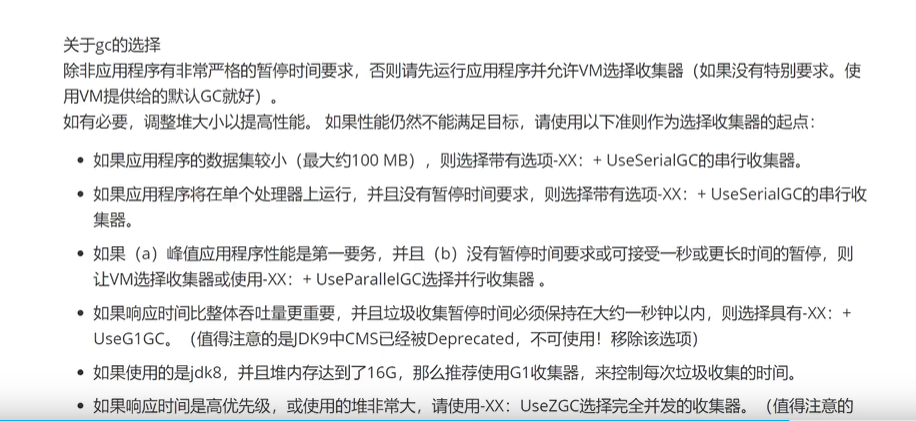 关于gc的选择
除非应用程序有非常严格的暂停时间要求，否则请先运行应用程序并允许VM选择收集器（如果没有特别要求。使
用VM提供给的默认GC就好）。
如有必要，调整堆大小以提高性能。 如果性能仍然不能满足目标，请使用以下准则作为选择收集器的起点：
• 如果应用程序的数据集较小（最大约100 MB），则选择带有选项-XX：+ UseSerialGC的串行收集器。
• 如果应用程序将在单个处理器上运行，并且没有暂停时间要求，则选择带有选项-XX：+ UseSerialGC的串行收
集器。
• 如果（a）峰值应用程序性能是第一要务，并且（b）没有暂停时间要求或可接受一秒或更长时间的暂停，则
让VM选择收集器或使用-XX：+ UseParallelGC选择并行收集器 。
• 如果响应时间比整体吞吐量更重要，并且垃圾收集暂停时间必须保持在大约一秒钟以内，则选择具有-XX：+
UseG1GC。（值得注意的是JDK9中CMS已经被Deprecated，不可使用！移除该选项）
• 如果使用的是jdk8，并且堆内存达到了16G，那么推荐使用G1收集器，来控制每次垃圾收集的时间。
• 如果响应时间是高优先级，或使用的堆非常大，请使用-XX：UseZGC选择完全并发的收集器。（值得注意的